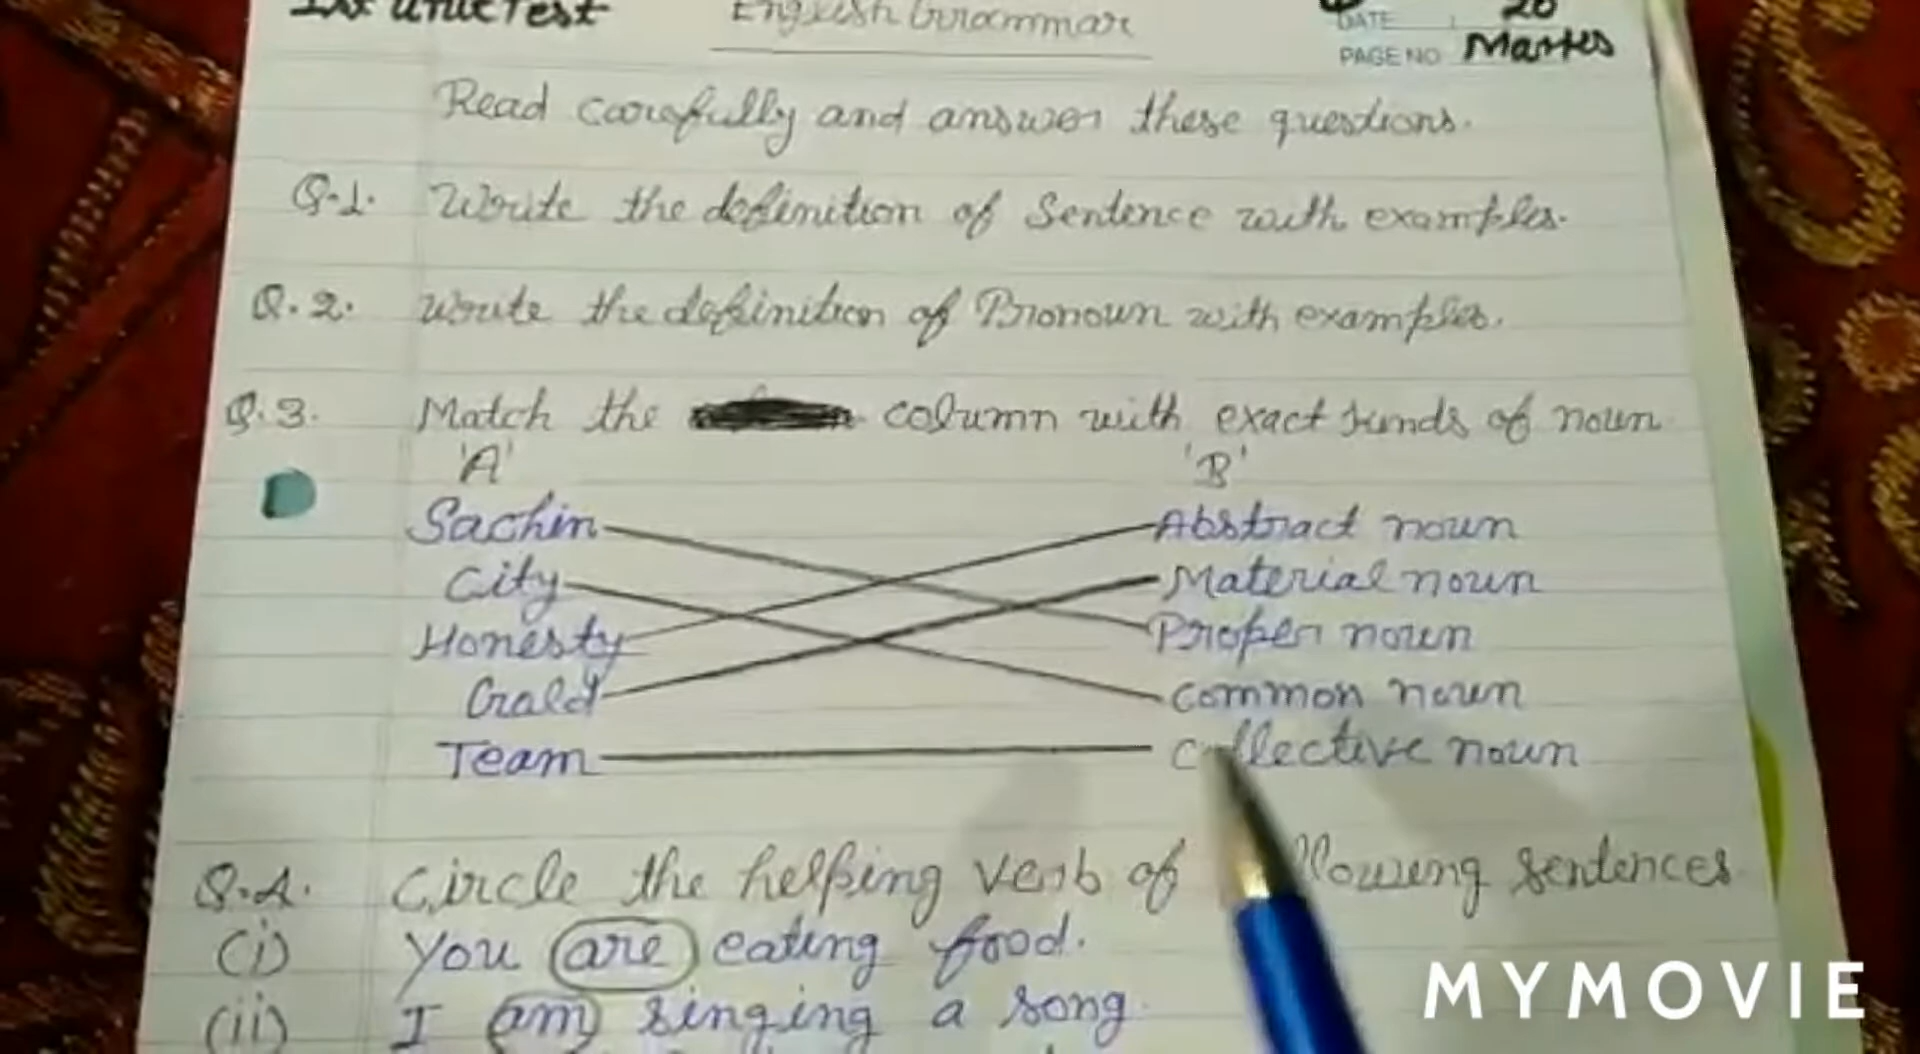 Ist Unit Test English Grammar 20
DATE
PAGE NO Marks
Read carefully and answer these questions.
Q.1. Write the definition of Sentence with examples.
Q.2. Write the definition of Pronoun with examples.
Q.3. Match the column with exact kinds of noun
'A' 'B'
Sachin Abstract noun
City Material noun
Honesty Proper noun
Gold Common noun
Team Collective noun
Q.4. Circle the helping verb of following sentences
(i) You are eating food.
(ii) I am singing a song.
MYMOVIE